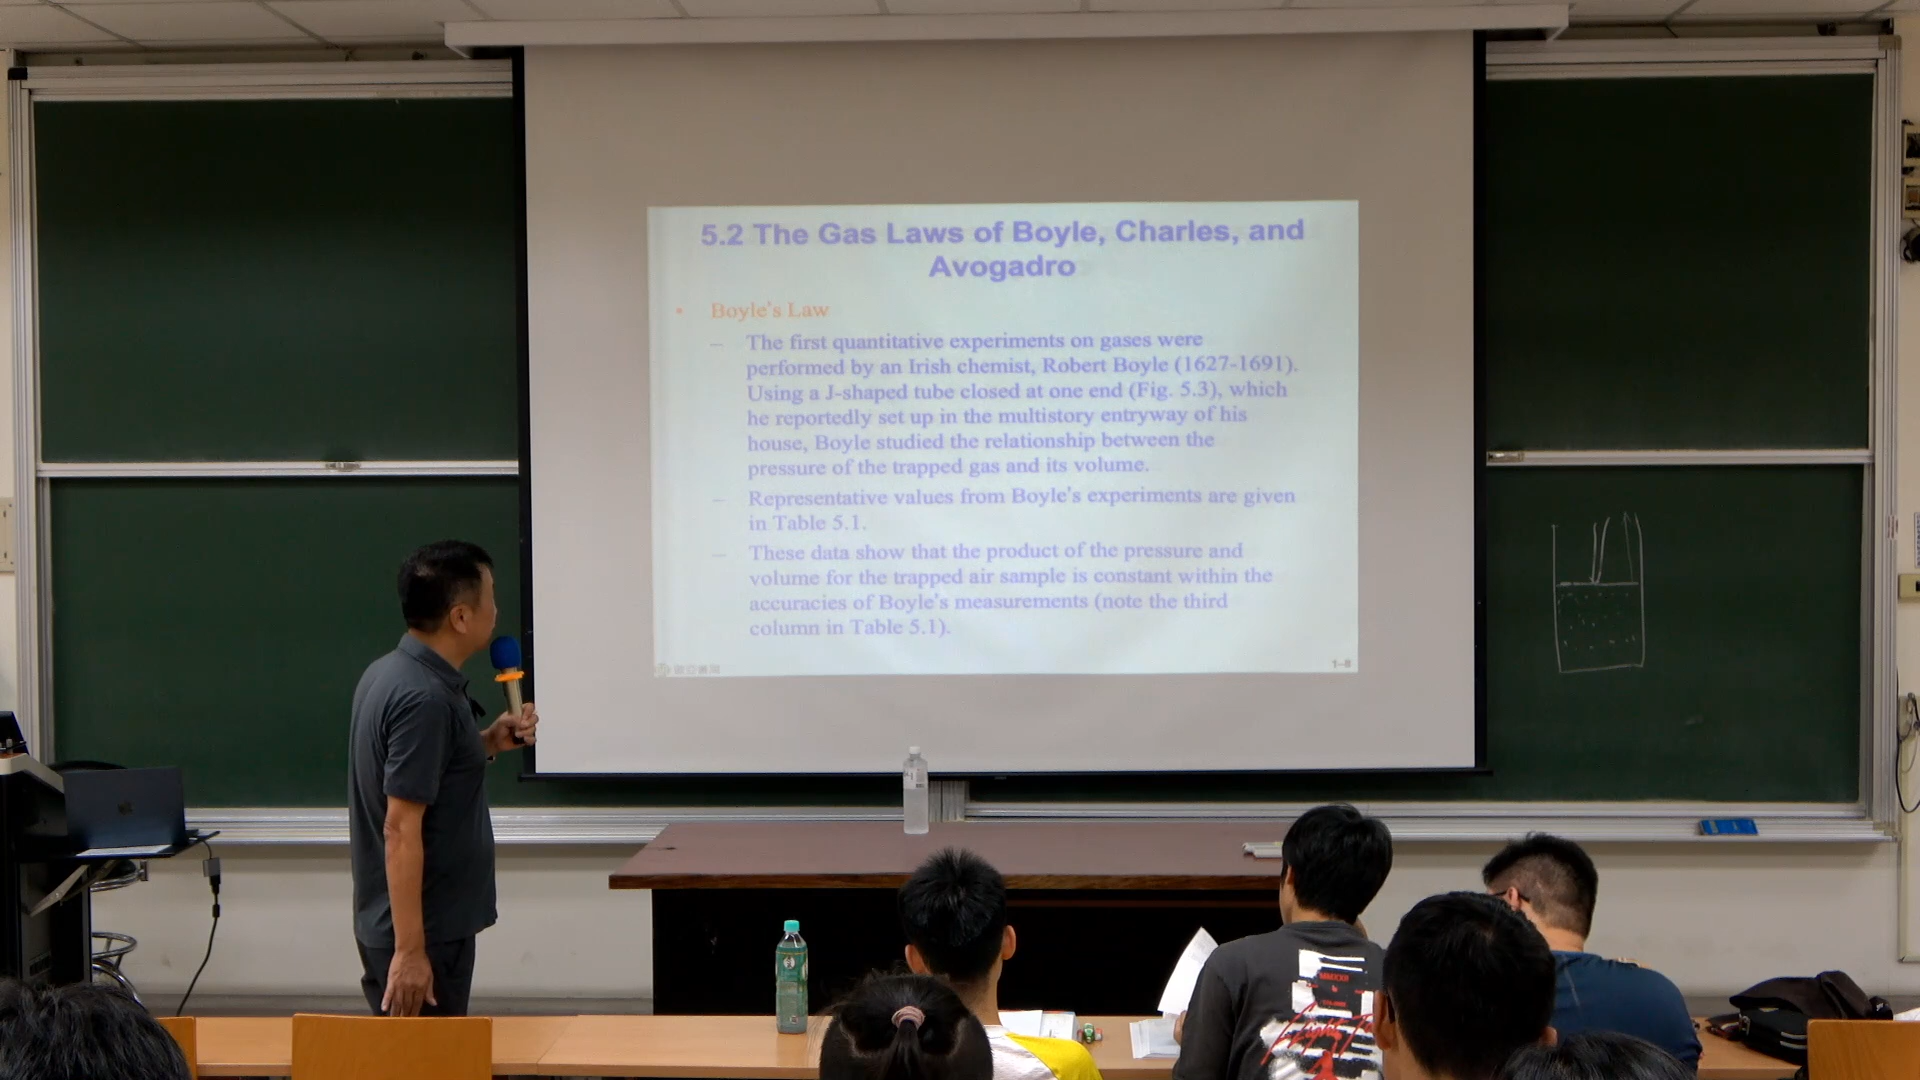 5.2 The Gas Laws of Boyle, Charles, and
Avogadro
• Boyle's Law
– The first quantitative experiments on gases were
performed by an Irish chemist, Robert Boyle (1627-1691).
Using a J-shaped tube closed at one end (Fig. 5.3), which
he reportedly set up in the multistory entryway of his
house, Boyle studied the relationship between the
pressure of the trapped gas and its volume.
– Representative values from Boyle's experiments are given
in Table 5.1.
– These data show that the product of the pressure and
volume for the trapped air sample is constant within the
accuracies of Boyle's measurements (note the third
column in Table 5.1).
1–8